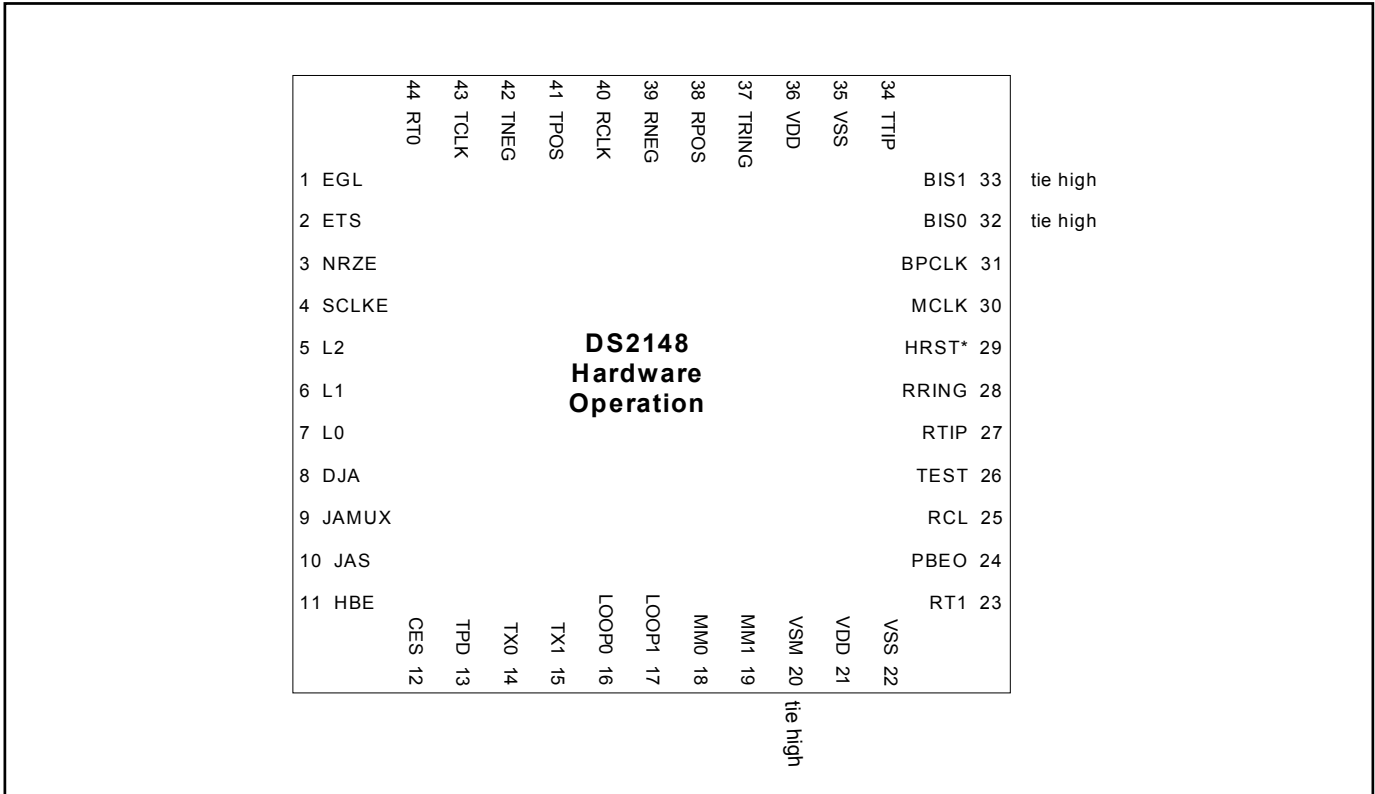 44 RT0
43 TCLK
42 TNEG
41 TPOS
40 RCLK
39 RNEG
38 RPOS
37 TRING
36 VDD
35 VSS
34 TTIP
1 EGL
2 ETS
3 NRZE
4 SCLKE
5 L2
6 L1
7 L0
8 DJA
9 JAMUX
10 JAS
11 HBE
DS2148
Hardware
Operation
BIS1 33 tie high
BIS0 32 tie high
BPCLK 31
MCLK 30
HRST* 29
RRING 28
RTIP 27
TEST 26
RCL 25
PBEO 24
RT1 23
CES 12
TPD 13
TX0 14
TX1 15
LOOP0 16
LOOP1 17
MM0 18
MM1 19
VSM 20 tie high
VDD 21
VSS 22